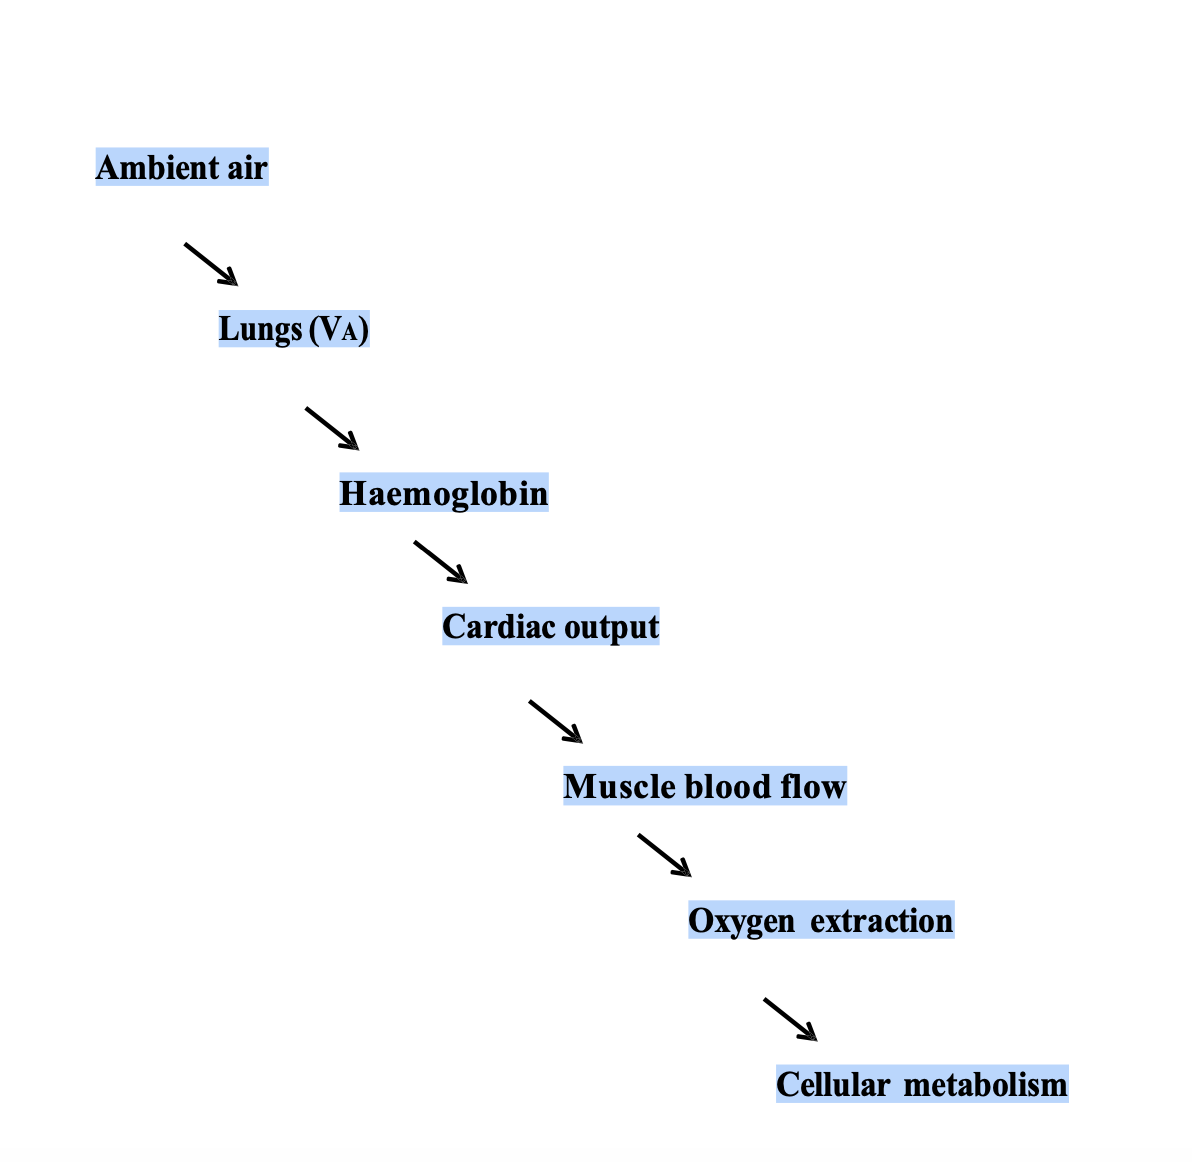 Ambient air
Lungs (VA)
Haemoglobin
Cardiac output
Muscle blood flow
Oxygen extraction
Cellular metabolism